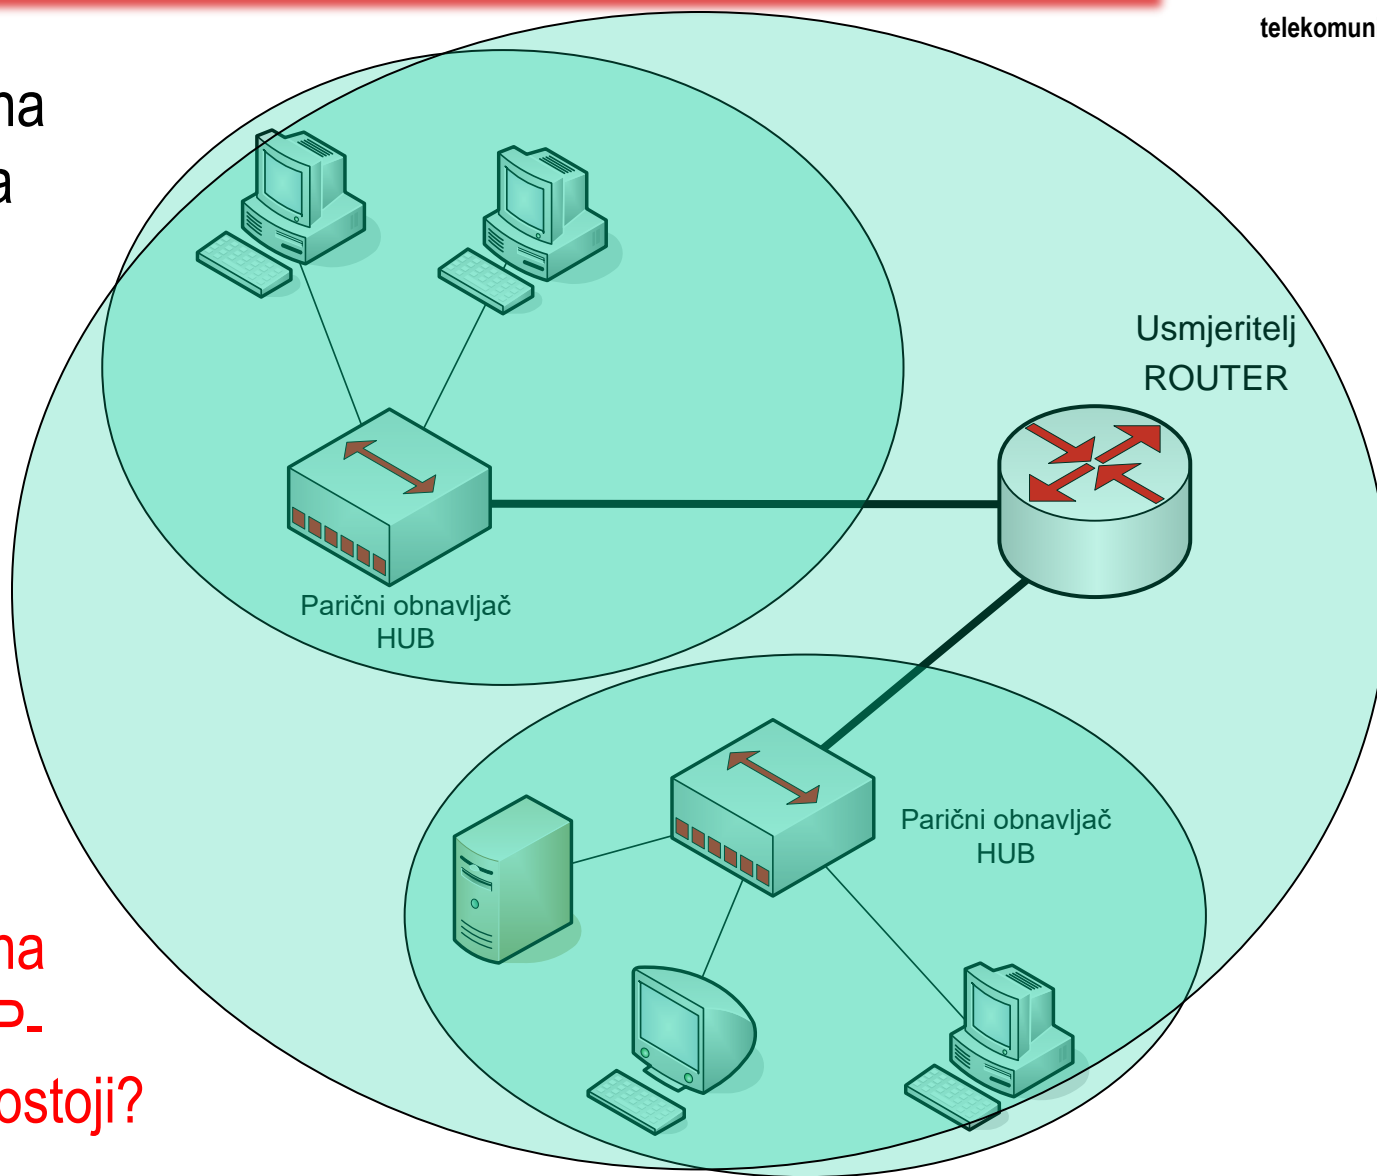 telekomun
na
a
Usmjeritelj
ROUTER
Parični obnavljač
HUB
Parični obnavljač
HUB
na
P-
ostoji?